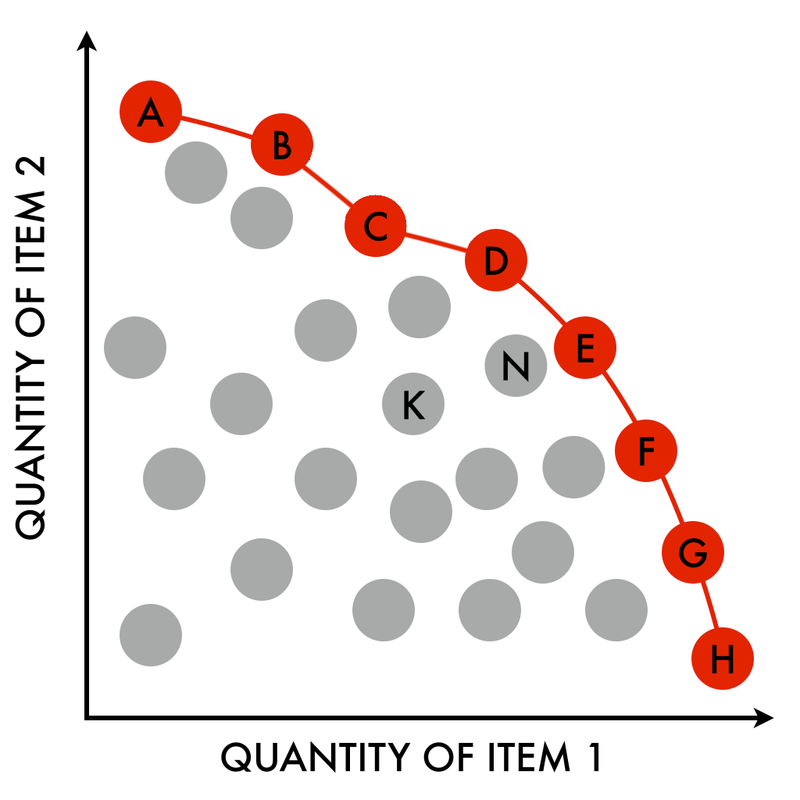 A
B
C
D
E
N
K
F
G
H
QUANTITY OF ITEM 2
QUANTITY OF ITEM 1